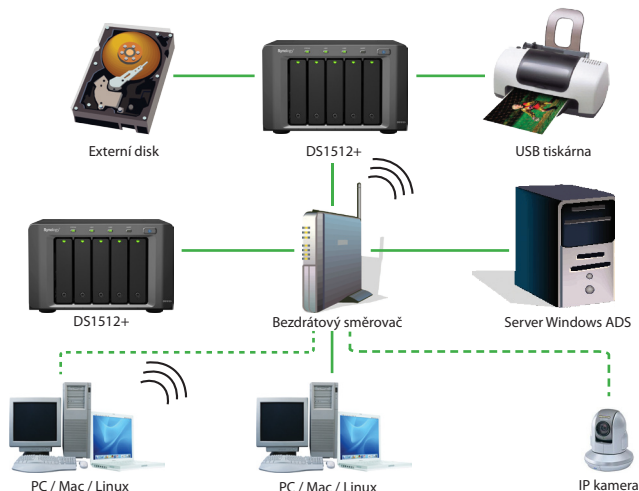 Externí disk
DS1512+
USB tiskárna
DS1512+
Bezdrátový směrovač
Server Windows ADS
PC / Mac / Linux
PC / Mac / Linux
IP kamera